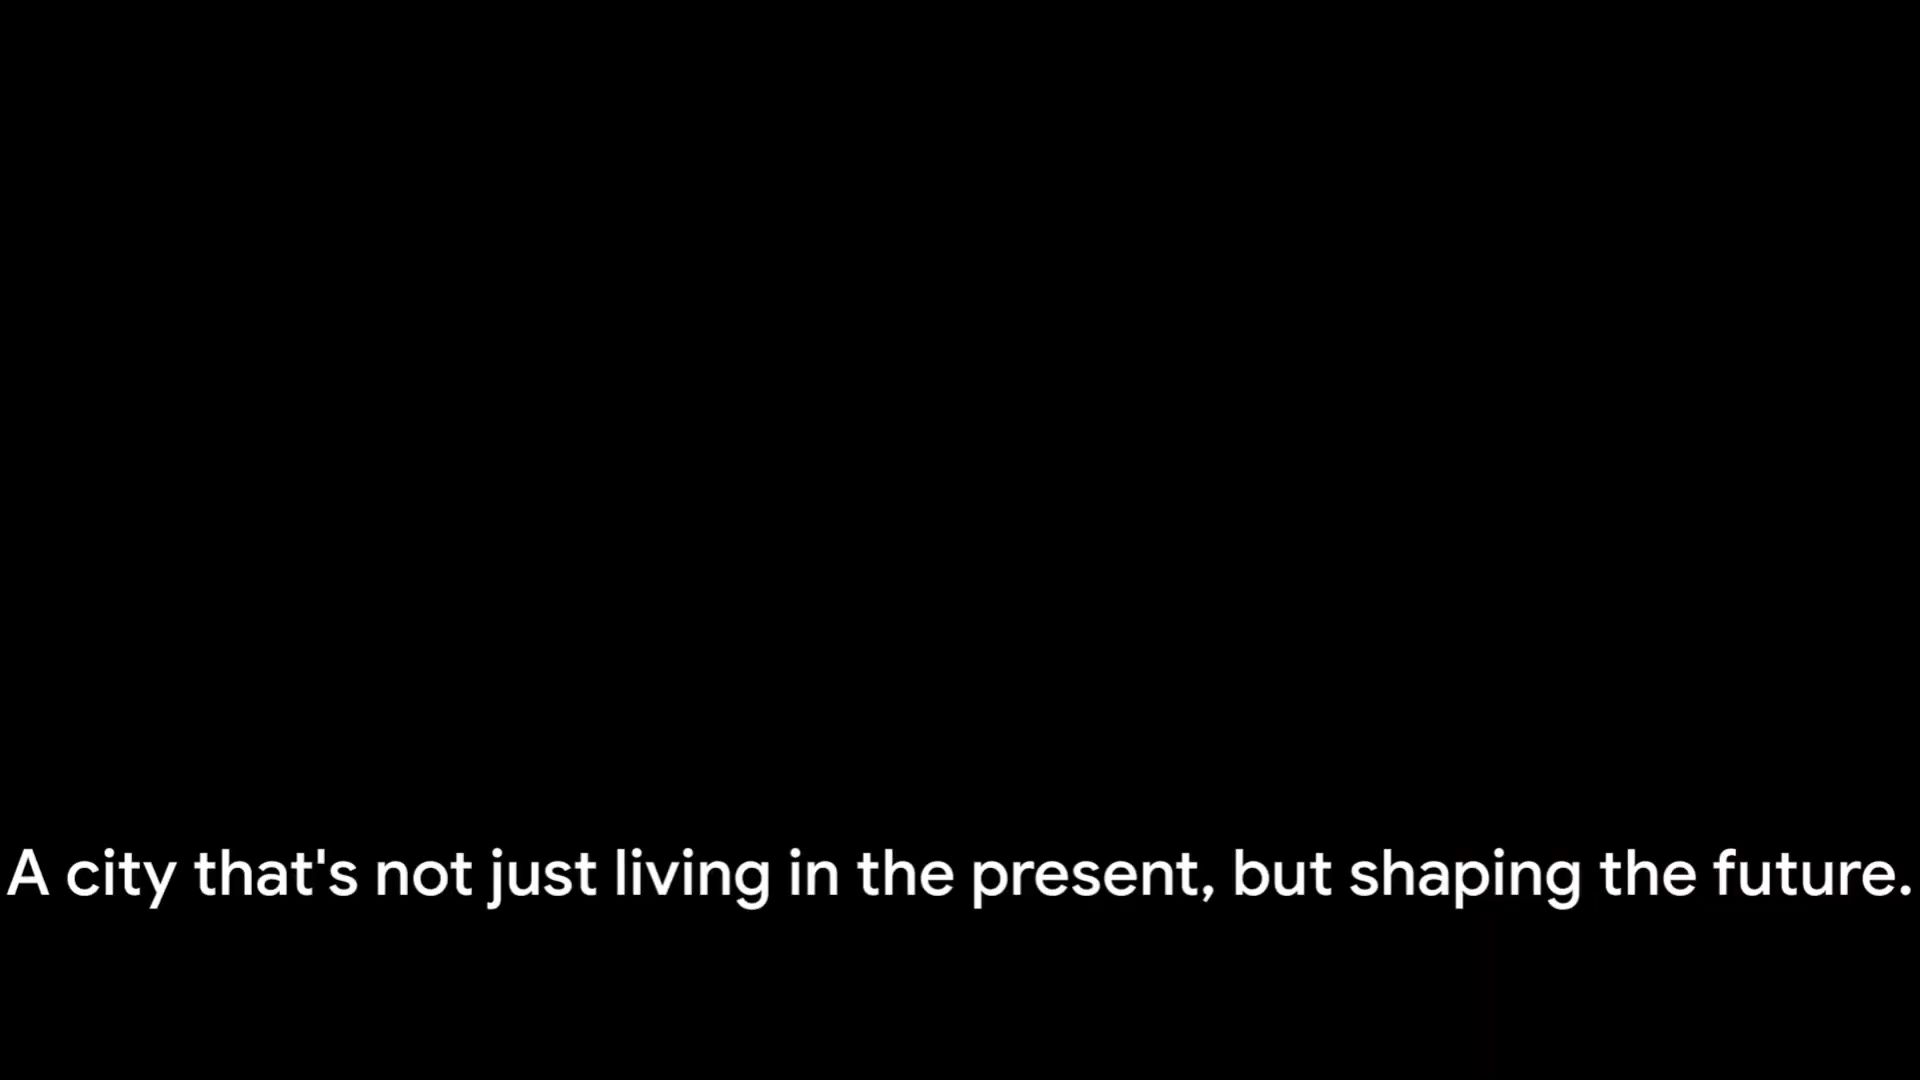 A city that's not just living in the present, but shaping the future.